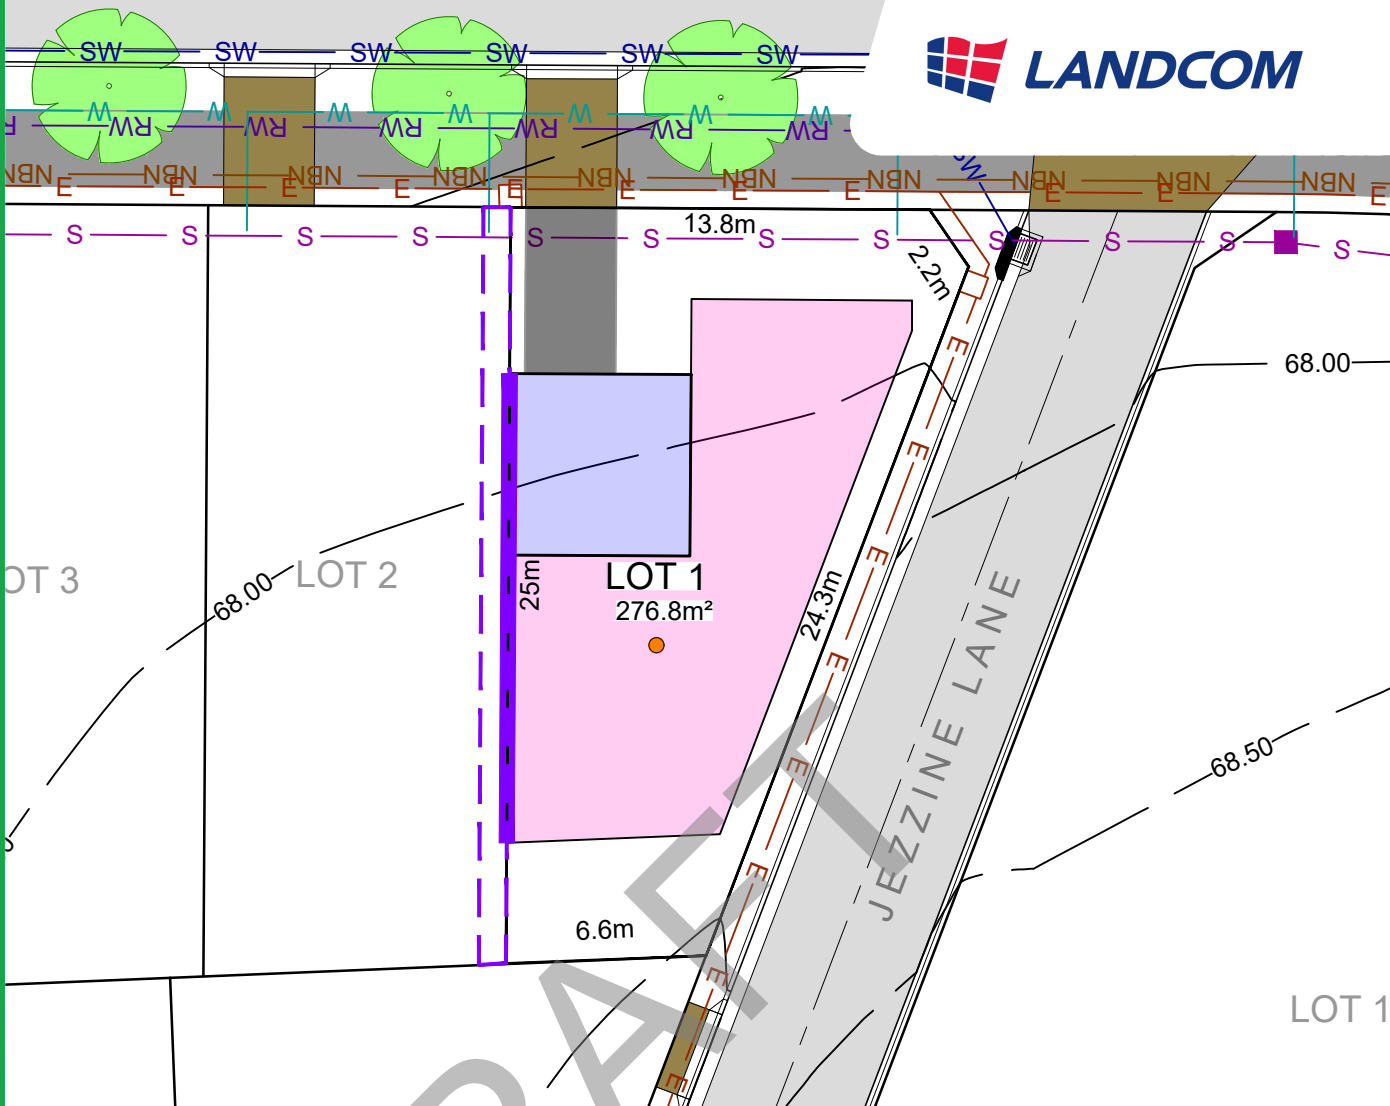 SW SW SW SW SW SW
LANDCOM
W W W W W W W
RW RW RW RW RW RW
NBN NBN NBN NBN NBN NBN NBN NBN NBN NBN
E E E E E E E E E E E E
SW
S S S S S S S S S S S S
13.8m
2.2m
E
68.00
E
E
LOT 3
LOT 2
68.00
25m
LOT 1
276.8m²
24.3m
E
JEZZINE LANE
68.50
E
E
6.6m
E
LOT 1
E
RAFT